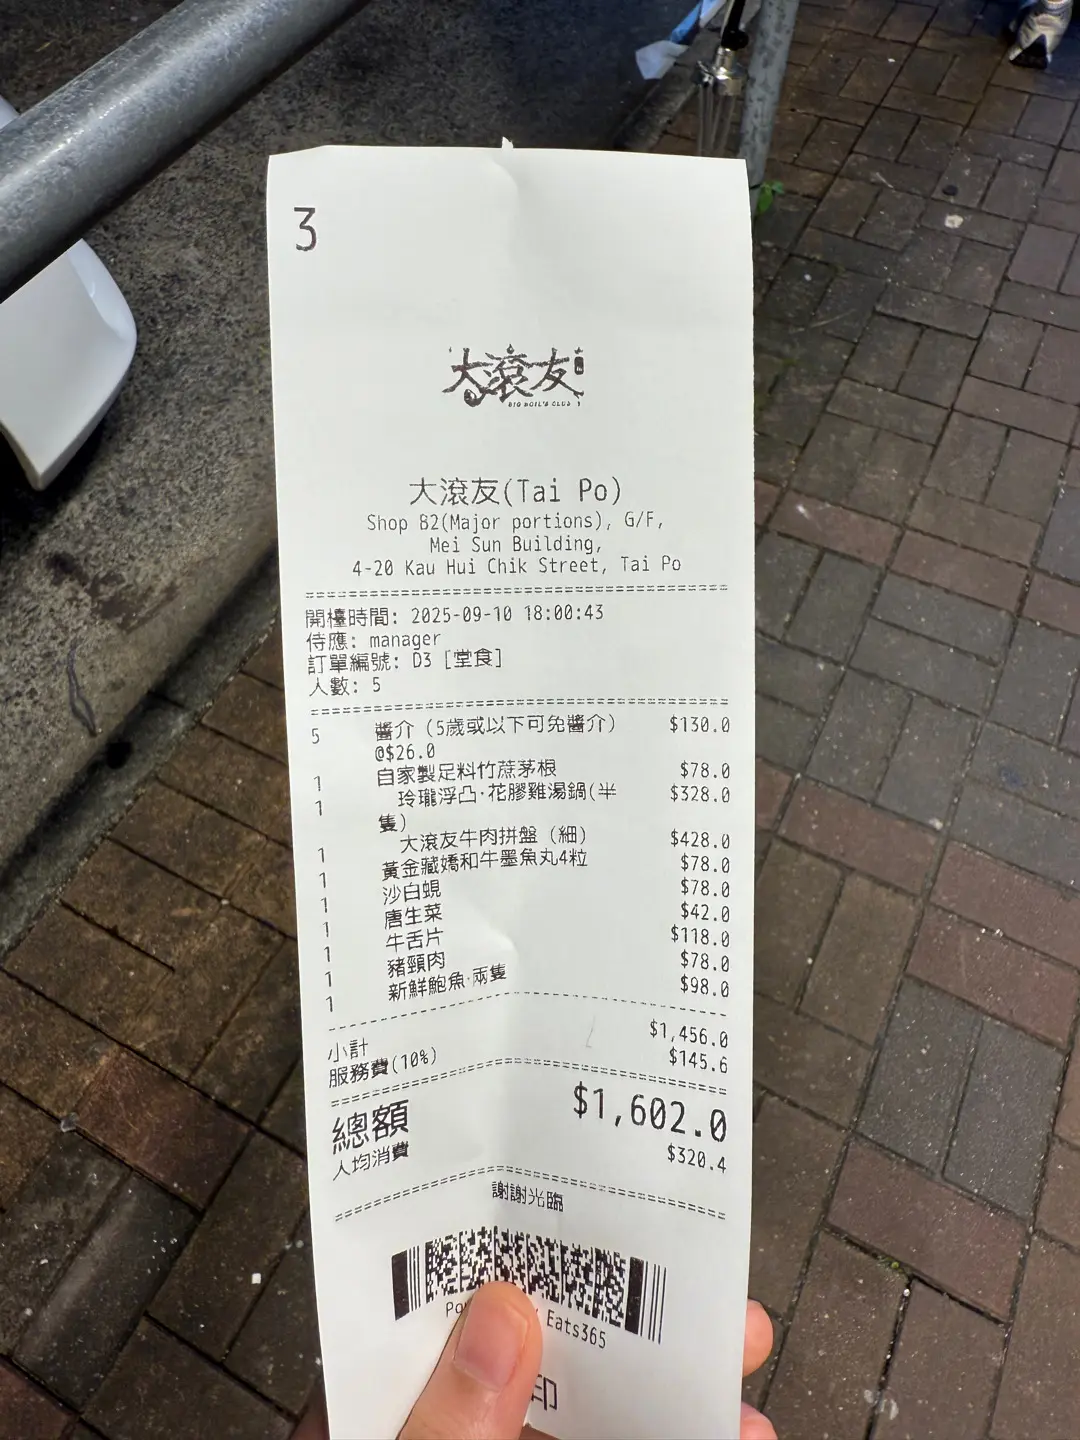 3
大滾友
BIG BOIL'S CLUB
大滾友(Tai Po)
Shop B2(Major portions), G/F,
Mei Sun Building,
4-20 Kau Hui Chik Street, Tai Po
開檯時間: 2025-09-10 18:00:43
侍應: manager
訂單編號: D3 [堂食]
人數: 5
5 醬介 (5歲或以下可免醬介) $130.0
@$26.0
1 自家製足料竹蔗茅根 $78.0
1 玲瓏浮凸·花膠雞湯鍋(半 $328.0
隻)
1 大滾友牛肉拼盤 (細) $428.0
1 黃金藏嬌和牛墨魚丸4粒 $78.0
1 沙白蜆 $78.0
1 唐生菜 $42.0
1 牛舌片 $118.0
1 豬頸肉 $78.0
1 新鮮鮑魚·兩隻 $98.0
小計 $1,456.0
服務費(10%) $145.6
總額 $1,602.0
人均消費 $320.4
謝謝光臨
Eats365
印